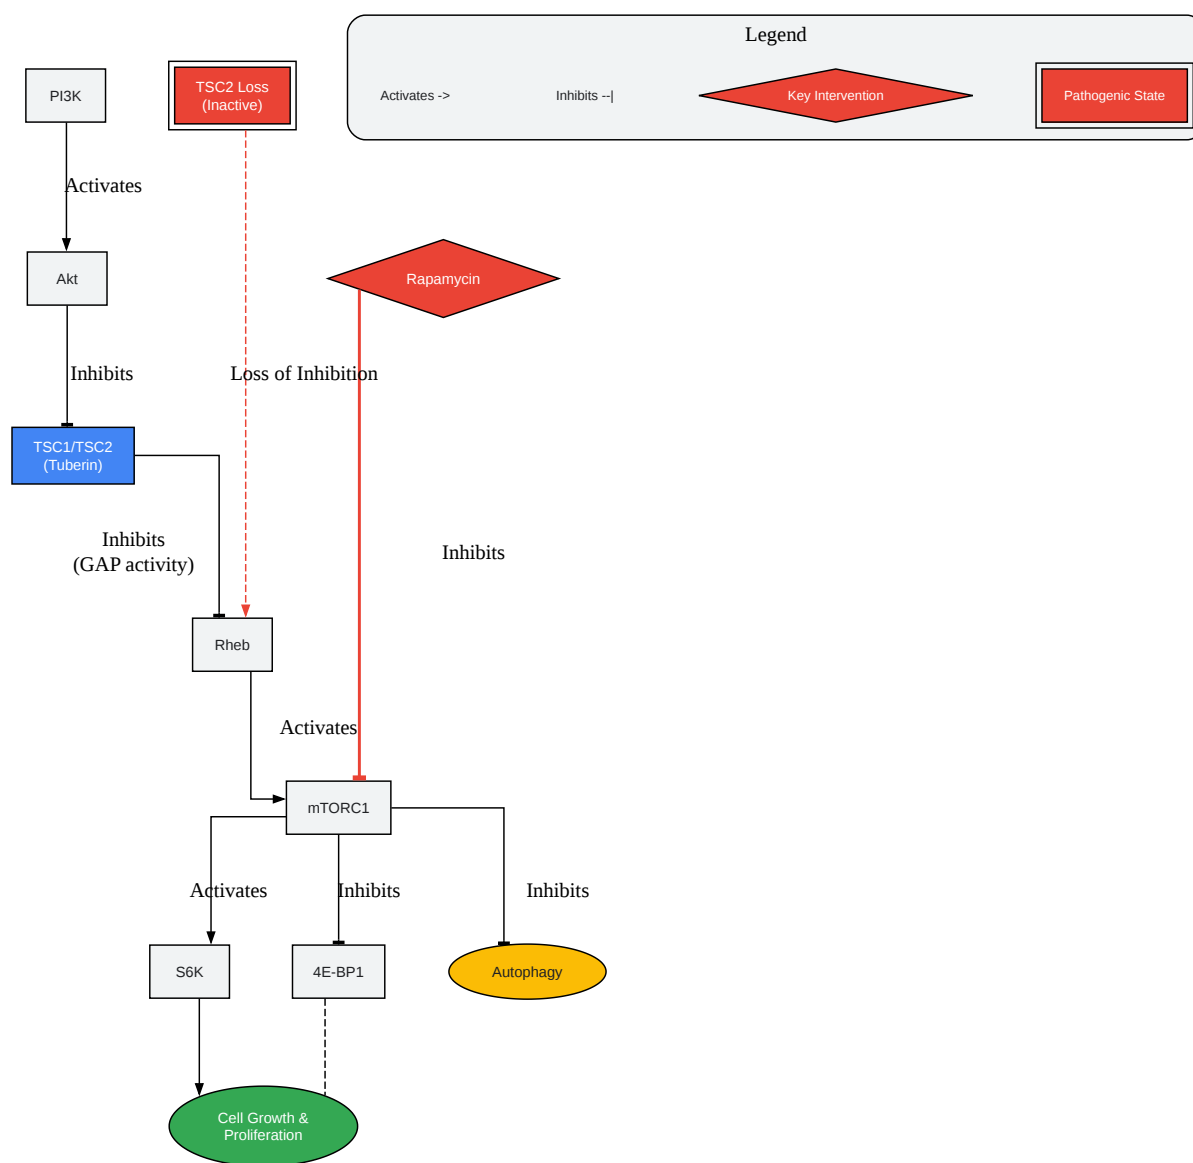 Legend
PI3K
TSC2 Loss
(Inactive)
Activates ->
Inhibits --|
Key Intervention
Pathogenic State
Activates
Akt
Rapamycin
Inhibits
Loss of Inhibition
TSC1/TSC2
(Tuberin)
Inhibits
(GAP activity)
Inhibits
Rheb
Activates
mTORC1
Activates
Inhibits
Inhibits
S6K
4E-BP1
Autophagy
Cell Growth &
Proliferation